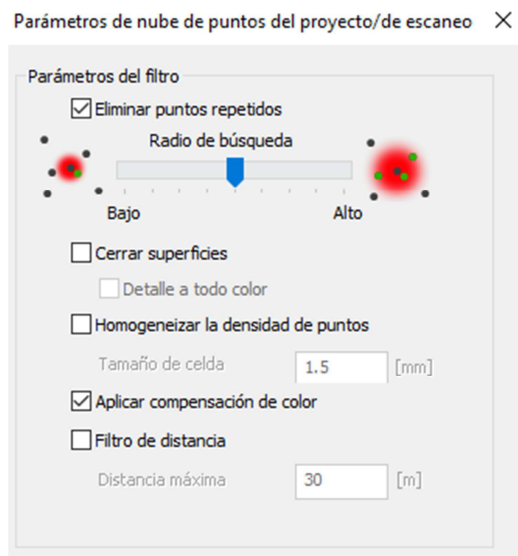 Parámetros de nube de puntos del proyecto/de escaneo
Parámetros del filtro
Eliminar puntos repetidos
Radio de búsqueda
Bajo Alto
Cerrar superficies
Detalle a todo color
Homogeneizar la densidad de puntos
Tamaño de celda 1.5 [mm]
Aplicar compensación de color
Filtro de distancia
Distancia máxima 30 [m]